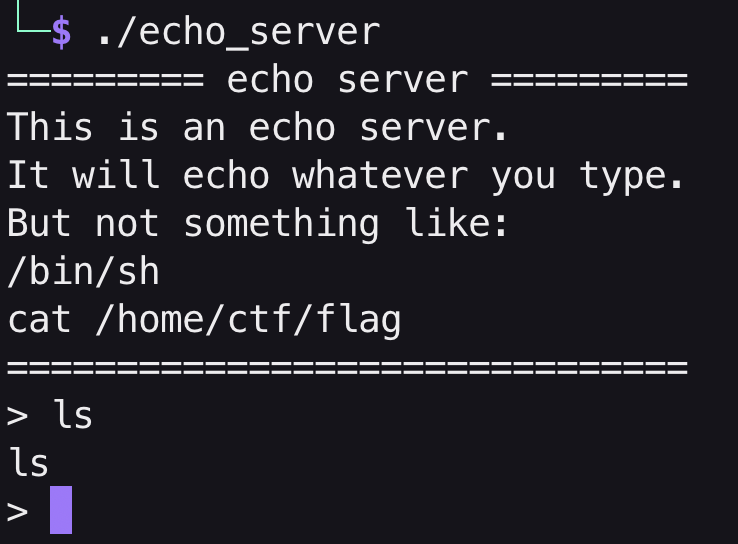 └─$ ./echo_server
========= echo server =========
This is an echo server.
It will echo whatever you type.
But not something like:
/bin/sh
cat /home/ctf/flag
===============================
> ls
ls
>